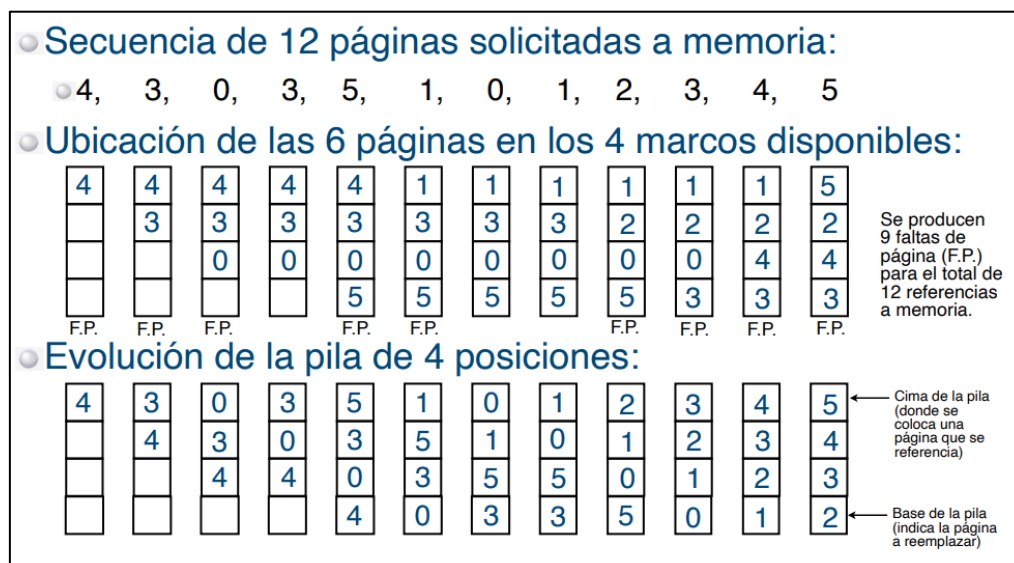 Secuencia de 12 páginas solicitadas a memoria:
4, 3, 0, 3, 5, 1, 0, 1, 2, 3, 4, 5
Ubicación de las 6 páginas en los 4 marcos disponibles:
4 4 4 4 4 1 1 1 1 1 1 5
3 3 3 3 3 3 3 2 2 2 2
0 0 0 0 0 0 0 0 4 4
5 5 5 5 5 3 3 3
F.P. F.P. F.P. F.P. F.P. F.P. F.P. F.P. F.P.
Se producen
9 faltas de
página (F.P.)
para el total de
12 referencias
a memoria.
Evolución de la pila de 4 posiciones:
4 3 0 3 5 1 0 1 2 3 4 5
4 3 0 3 5 1 0 1 2 3 4
4 4 0 3 5 5 0 1 2 3
4 0 3 3 5 0 1 2
Cima de la pila
(donde se
coloca una
página que se
referencia)
Base de la pila
(indica la página
a reemplazar)